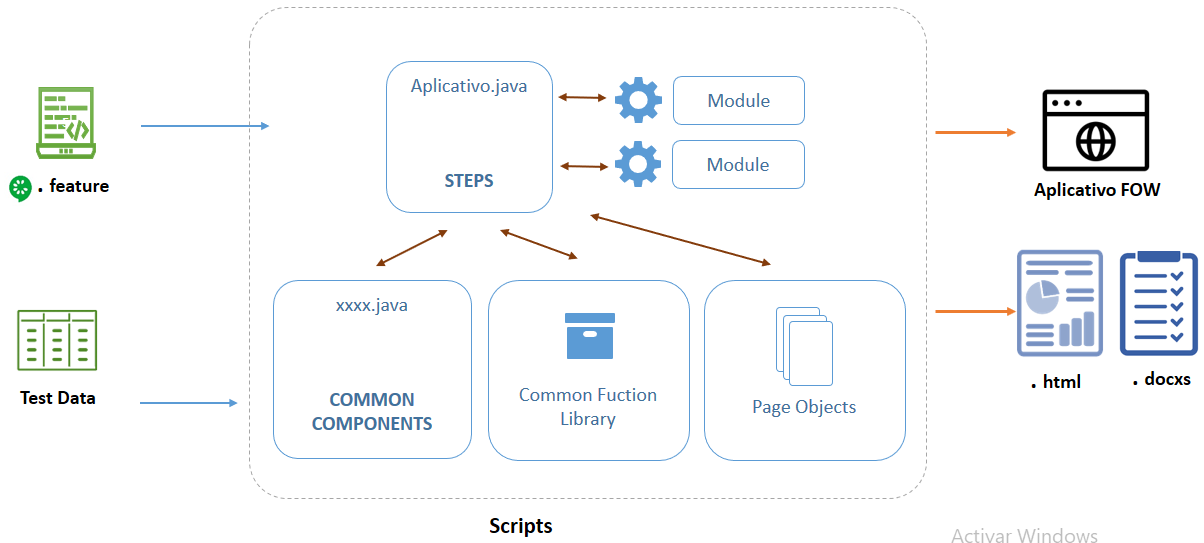 Aplicativo.java
STEPS
Module
Module
. feature
Aplicativo FOW
xxxx.java
COMMON
COMPONENTS
Common Fuction
Library
Page Objects
Test Data
. html
. docxs
Scripts
Activar Windows